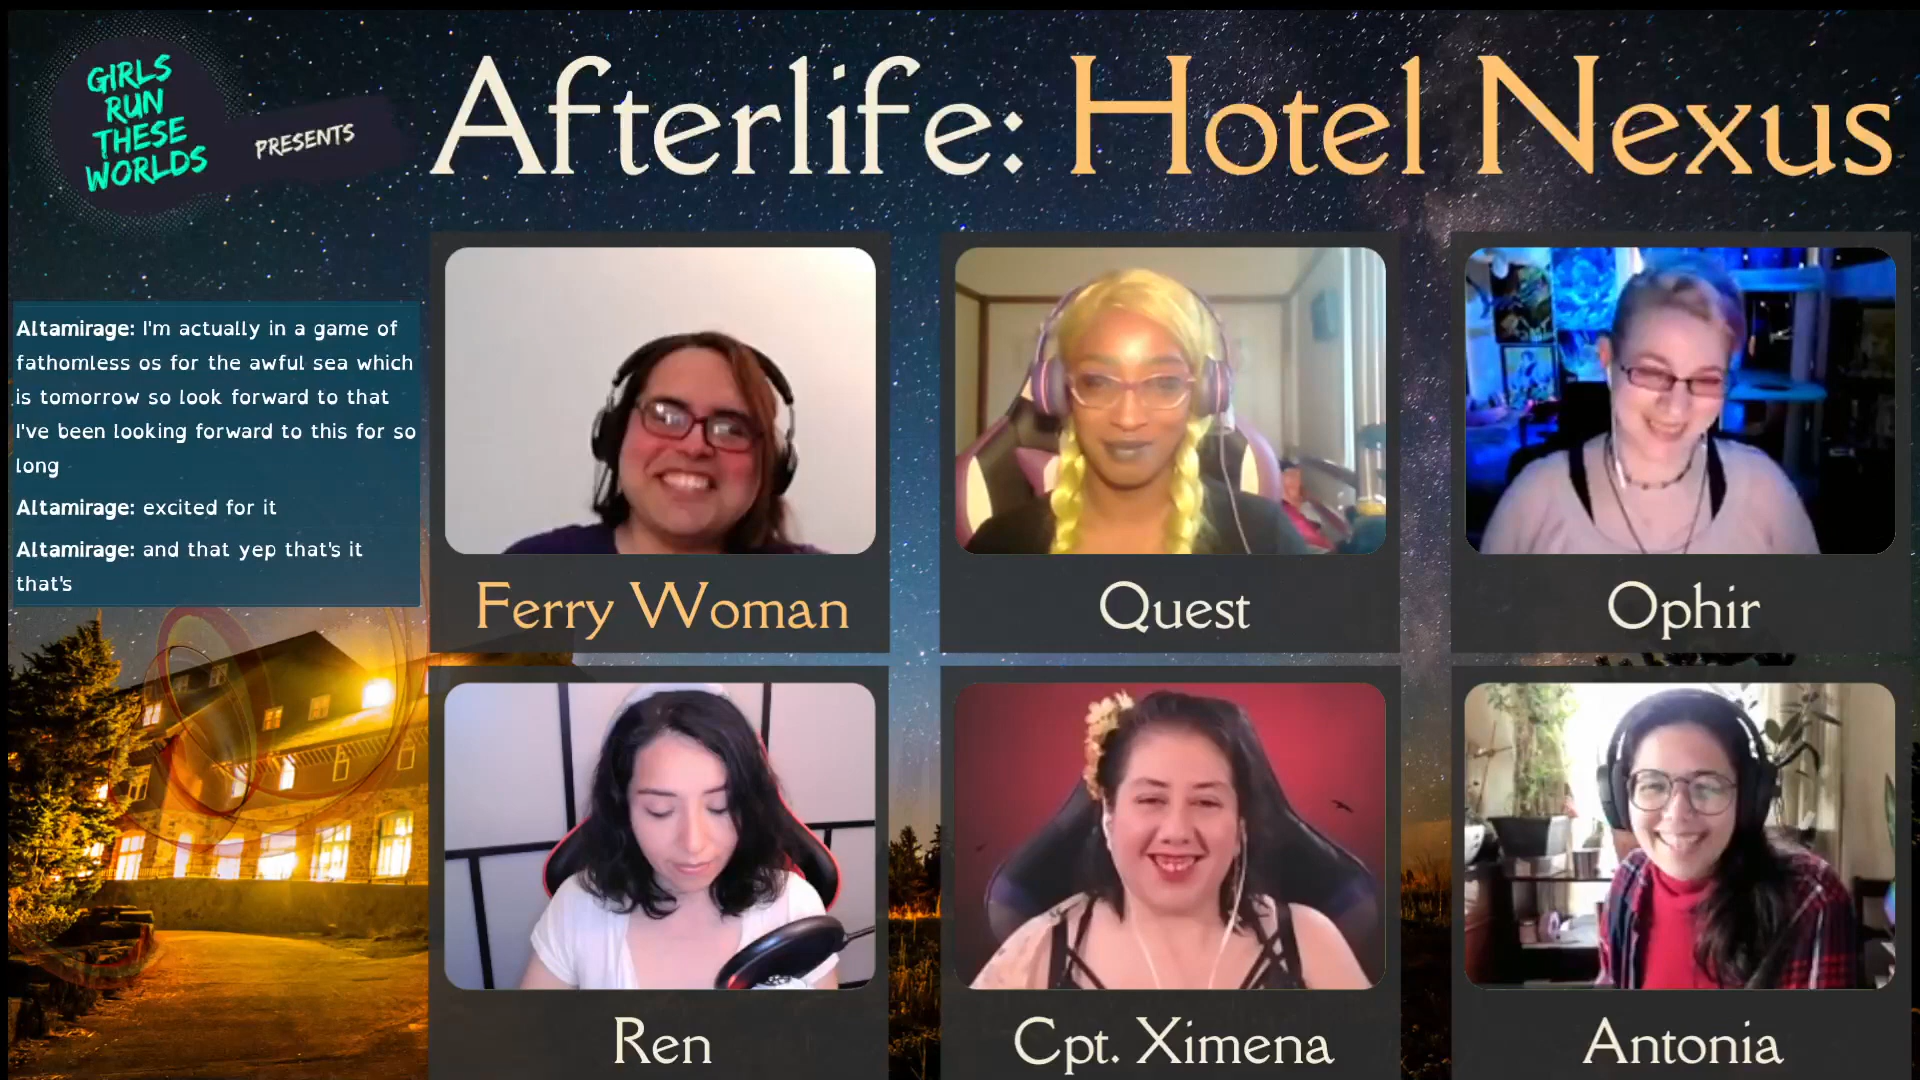 GIRLS
RUN
THESE
WORLDS
PRESENTS
Afterlife: Hotel Nexus
Altamirage: I'm actually in a game of
fathomless os for the awful sea which
is tomorrow so look forward to that
I've been looking forward to this for so
long
Altamirage: excited for it
Altamirage: and that yep that's it
that's
Ferry Woman
Quest
Ophir
Ren
Cpt. Ximena
Antonia